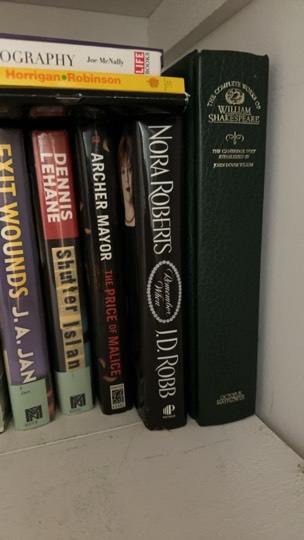 OGRAPHY Joe McNally LIFE BOOKS
Horrigan•Robinson
EXIT WOUNDS J. A. JAN
DENNIS LEHANE
Shutter Islan
ARCHER MAYOR
THE PRICE OF MALICE
NORA ROBERTS
Remember When
J.D. ROBB
THE COMPLETE WORKS OF
WILLIAM
SHAKESPEARE
THE CAMBRIDGE TEXT
ESTABLISHED BY
JOHN DOVER WILSON
OCTOPUS